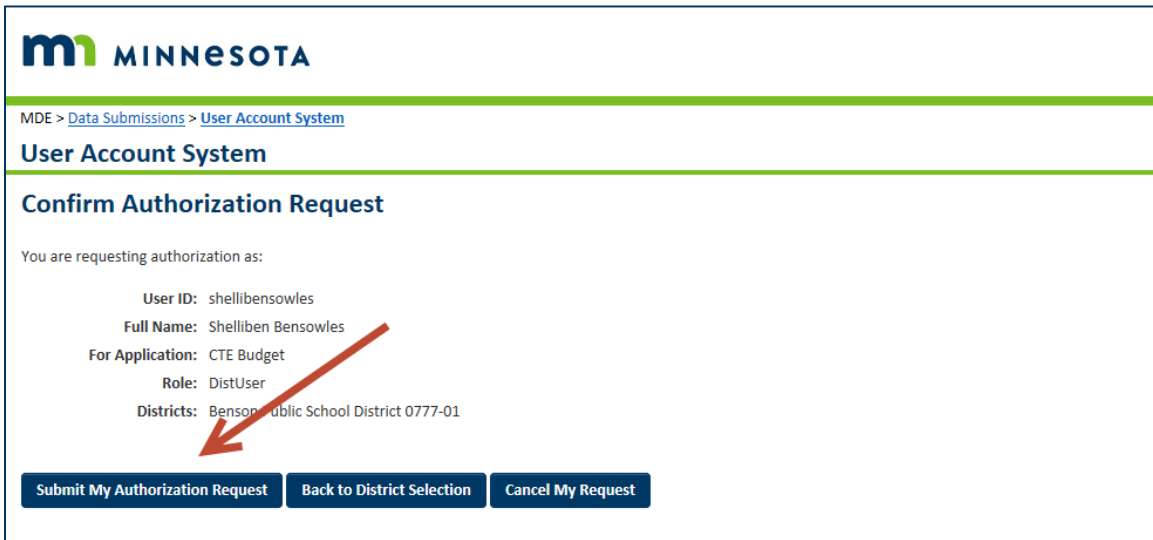 MINNESOTA
MDE > Data Submissions > User Account System
User Account System
Confirm Authorization Request
You are requesting authorization as:
User ID: shellibensowles
Full Name: Shelliben Bensowles
For Application: CTE Budget
Role: DistUser
Districts: Benson Public School District 0777-01
Submit My Authorization Request Back to District Selection Cancel My Request